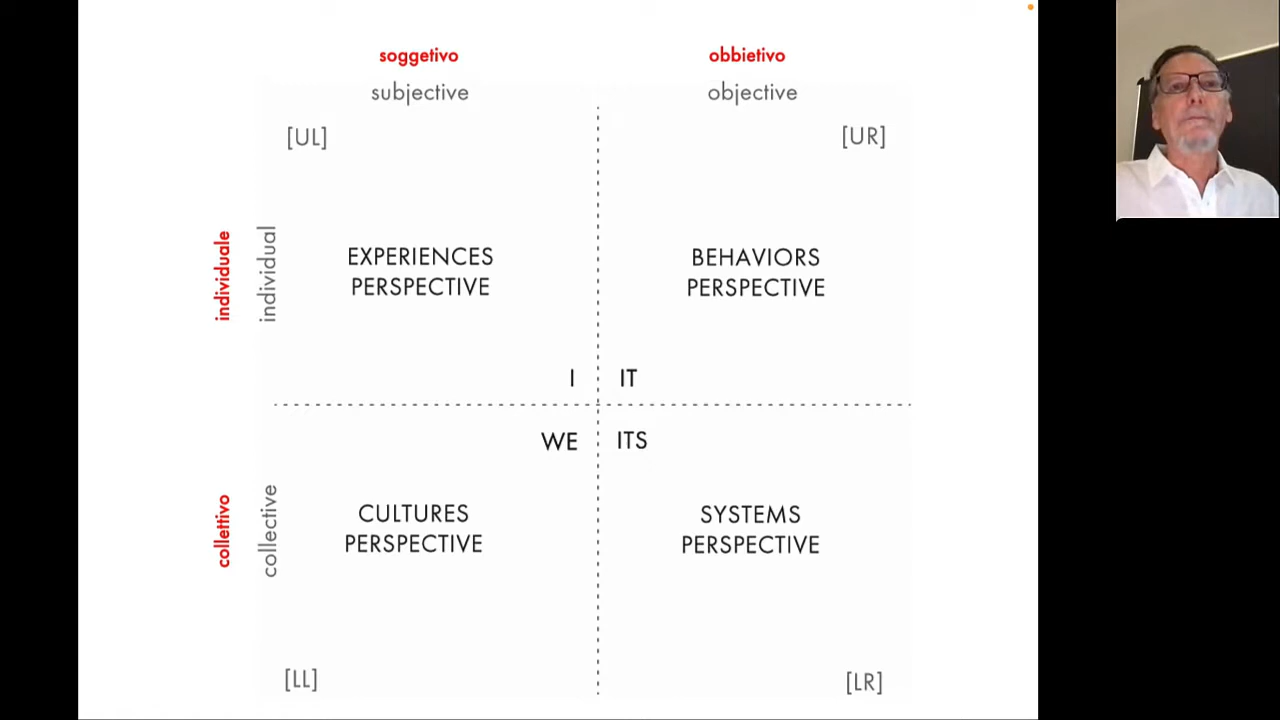 soggetivo
obbietivo
subjective
objective
[UL]
[UR]
individuale
individual
EXPERIENCES
PERSPECTIVE
BEHAVIORS
PERSPECTIVE
I
IT
WE
ITS
collettivo
collective
CULTURES
PERSPECTIVE
SYSTEMS
PERSPECTIVE
[LL]
[LR]